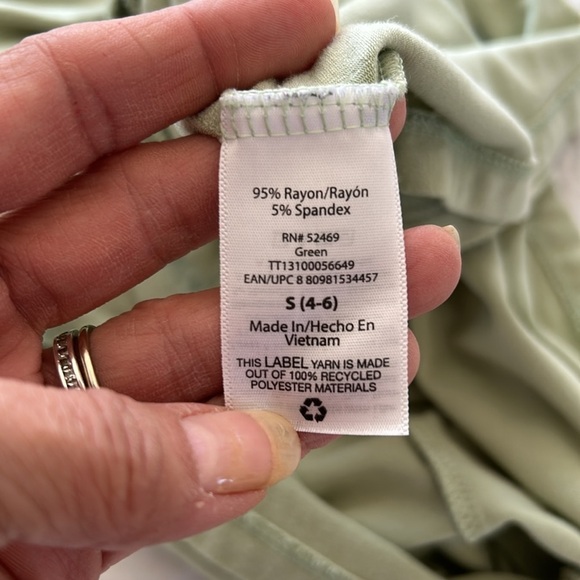 95% Rayon/Rayón
5% Spandex
RN# 52469
Green
TT13100056649
EAN/UPC 8 80981534457
S (4-6)
Made In/Hecho En
Vietnam
THIS LABEL YARN IS MADE
OUT OF 100% RECYCLED
POLYESTER MATERIALS